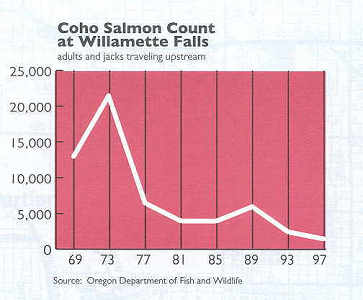 Coho Salmon Count
at Willamette Falls
adults and jacks traveling upstream
25,000
20,000
15,000
10,000
5,000
0
69 73 77 81 85 89 93 97
Source: Oregon Department of Fish and Wildlife